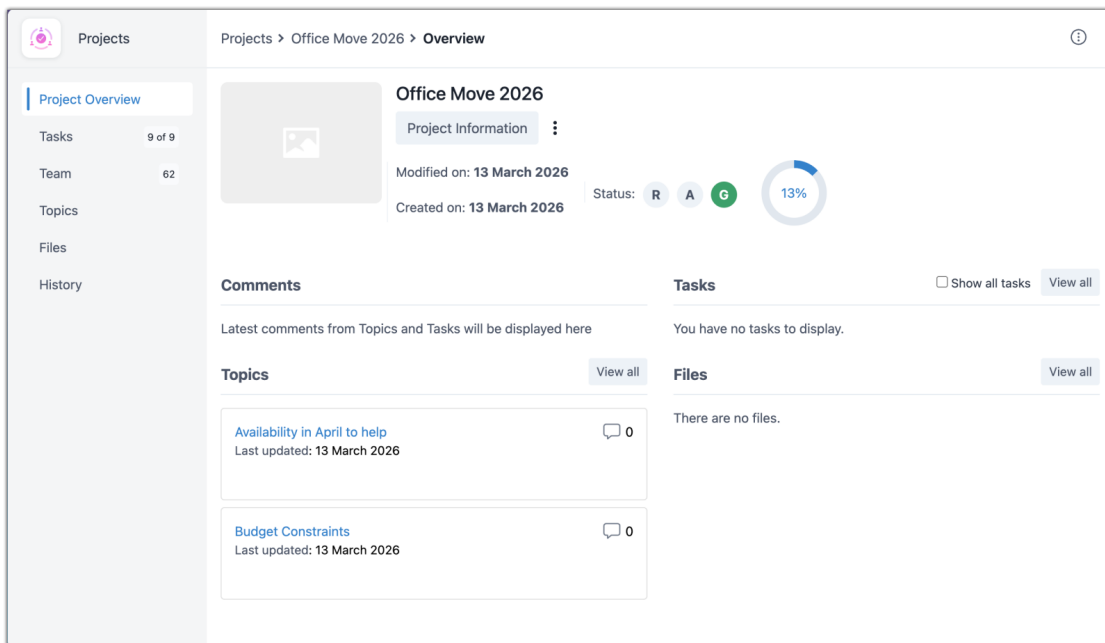 Projects
Projects > Office Move 2026 > Overview
Project Overview
Tasks 9 of 9
Team 62
Topics
Files
History
Office Move 2026
Project Information
Modified on: 13 March 2026
Created on: 13 March 2026
Status: R A G
13%
Comments
Latest comments from Topics and Tasks will be displayed here
Tasks Show all tasks View all
You have no tasks to display.
Topics View all
Availability in April to help 0
Last updated: 13 March 2026
Budget Constraints 0
Last updated: 13 March 2026
Files View all
There are no files.